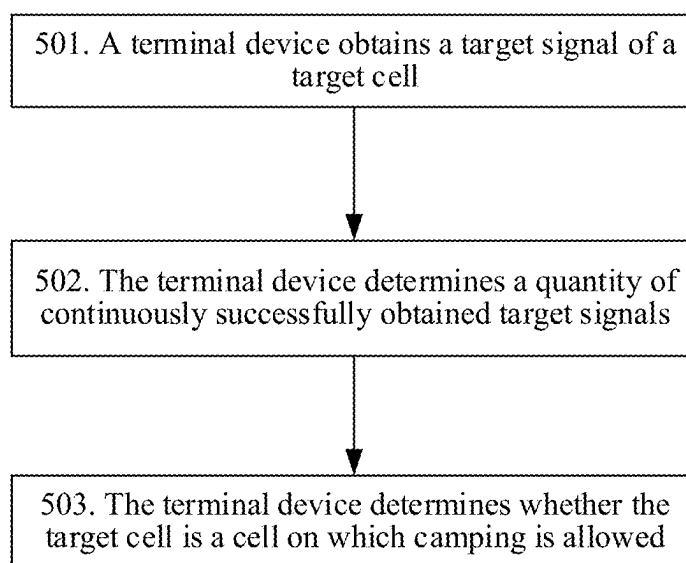 501. A terminal device obtains a target signal of a
target cell
502. The terminal device determines a quantity of
continuously successfully obtained target signals
503. The terminal device determines whether the
target cell is a cell on which camping is allowed